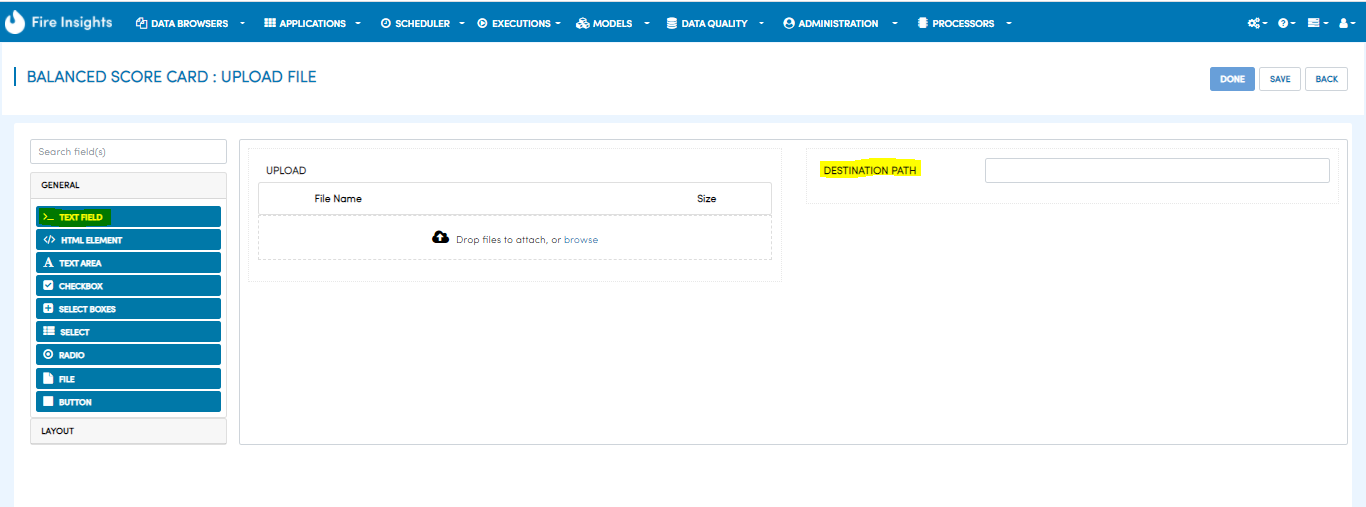 Fire Insights DATA BROWSERS APPLICATIONS SCHEDULER EXECUTIONS MODELS DATA QUALITY ADMINISTRATION PROCESSORS
BALANCED SCORE CARD : UPLOAD FILE
DONE SAVE BACK
Search field(s)
GENERAL
>_ TEXT FIELD
</> HTML ELEMENT
A TEXT AREA
CHECKBOX
SELECT BOXES
SELECT
RADIO
FILE
BUTTON
LAYOUT
UPLOAD
File Name Size
Drop files to attach, or browse
DESTINATION PATH